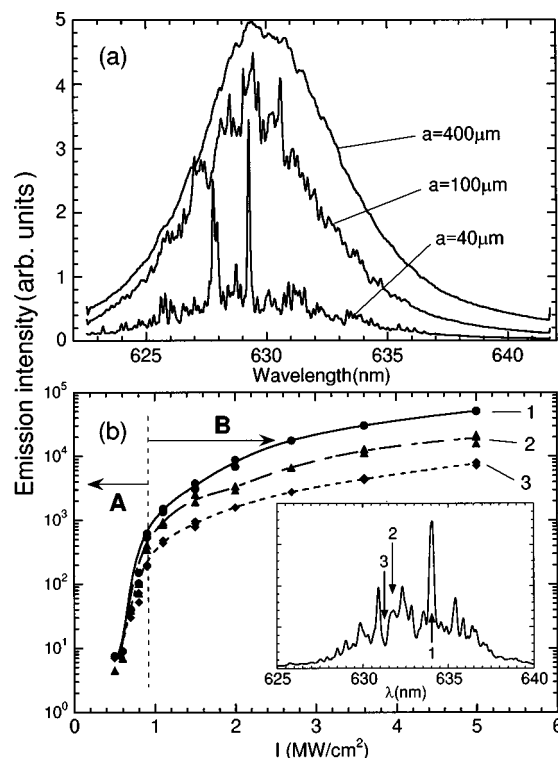 Emission intensity (arb. units)
(a)
5
4
3
2
1
0
a=400μm
a=100μm
a=40μm
625 630 635 640
Wavelength(nm)
(b)
10^5
10^4
10^3
10^2
10^1
10^0
A
B
1
2
3
3
2
1
625 630 635 640
λ(nm)
0 1 2 3 4 5 6
I (MW/cm²)